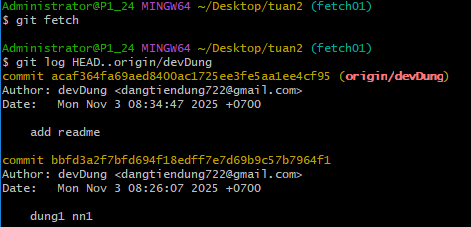 Administrator@P1_24 MINGW64 ~/Desktop/tuan2 (fetch01)
$ git fetch
Administrator@P1_24 MINGW64 ~/Desktop/tuan2 (fetch01)
$ git log HEAD..origin/devDung
commit acaf364fa69aed8400ac1725ee3fe5aa1ee4cf95 (origin/devDung)
Author: devDung <dangtiendung722@gmail.com>
Date:   Mon Nov 3 08:34:47 2025 +0700
    add readme
commit bbfd3a2f7bfd694f18edff7e7d69b9c57b7964f1
Author: devDung <dangtiendung722@gmail.com>
Date:   Mon Nov 3 08:26:07 2025 +0700
    dung1 nn1